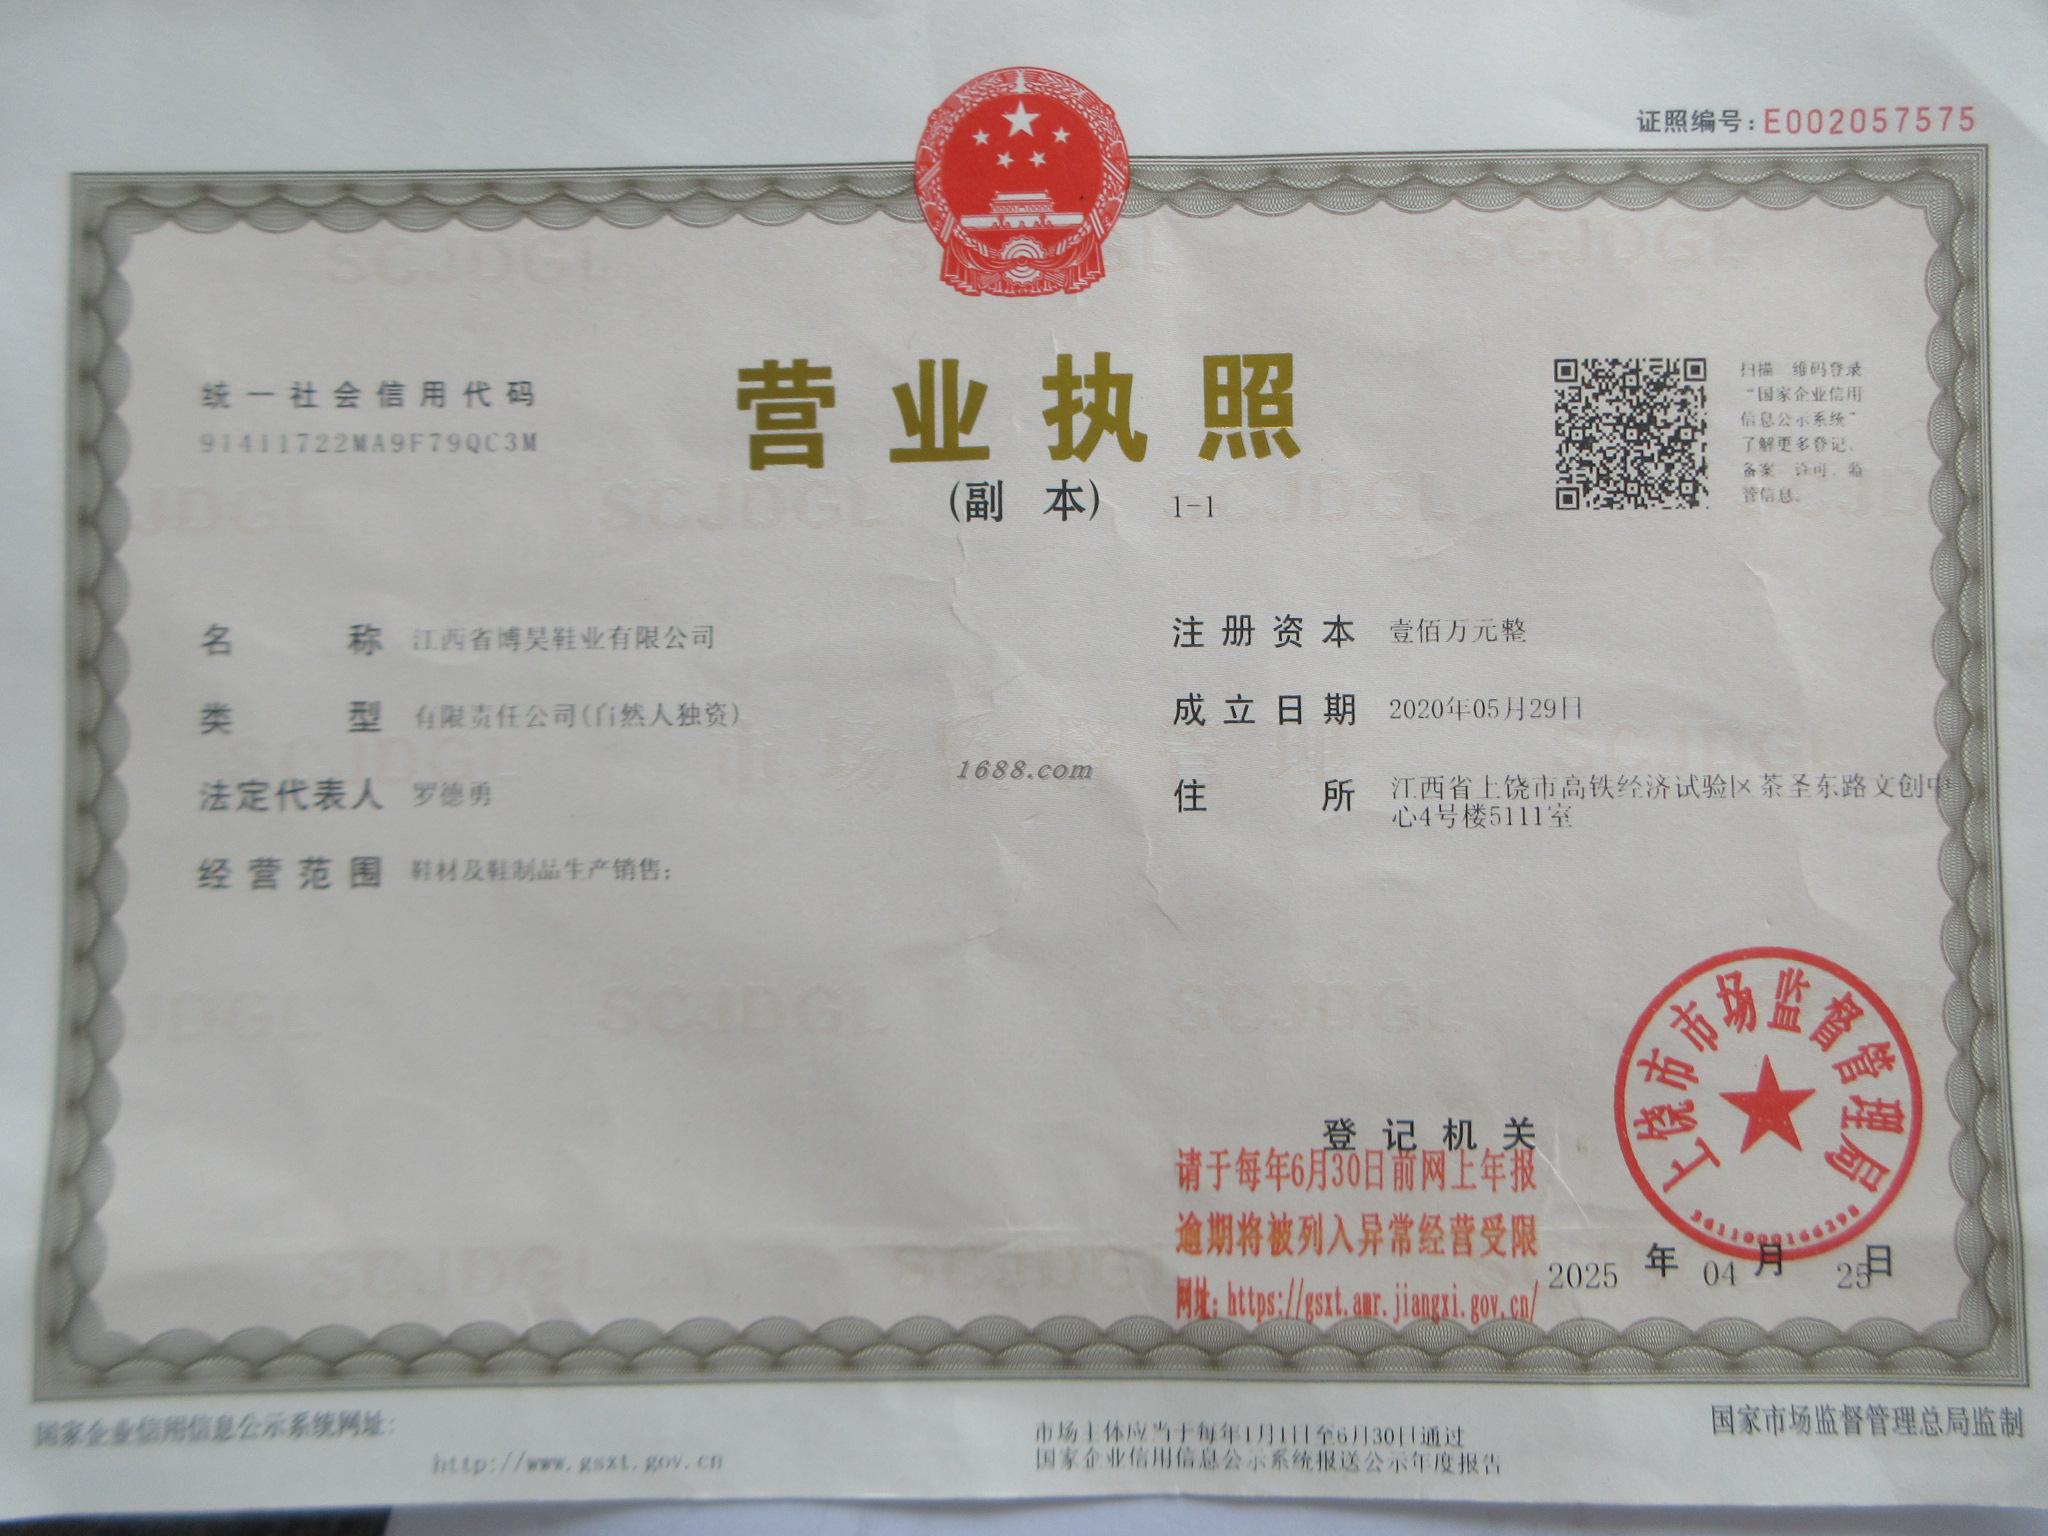 证照编号：E002057575
统一社会信用代码
91411722MA9F79QC3M
营业执照
(副 本) 1-1
扫描二维码登录
“国家企业信用
信息公示系统”
了解更多登记、
备案、许可、监
管信息。
名称 江西省博昊鞋业有限公司
类型 有限责任公司(自然人独资)
法定代表人 罗德勇
经营范围 鞋材及鞋制品生产销售；
注册资本 壹佰万元整
成立日期 2020年05月29日
住所 江西省上饶市高铁经济试验区茶圣东路文创中
心4号楼5111室
1688.com
登记机关
上饶市市场监督管理局
请于每年6月30日前网上年报
逾期将被列入异常经营受限
网址：https://gsxt.amr.jiangxi.gov.cn/
2025年04月25日
国家企业信用信息公示系统网址：
http://www.gsxt.gov.cn
市场主体应当于每年1月1日至6月30日通过
国家企业信用信息公示系统报送公示年度报告
国家市场监督管理总局监制